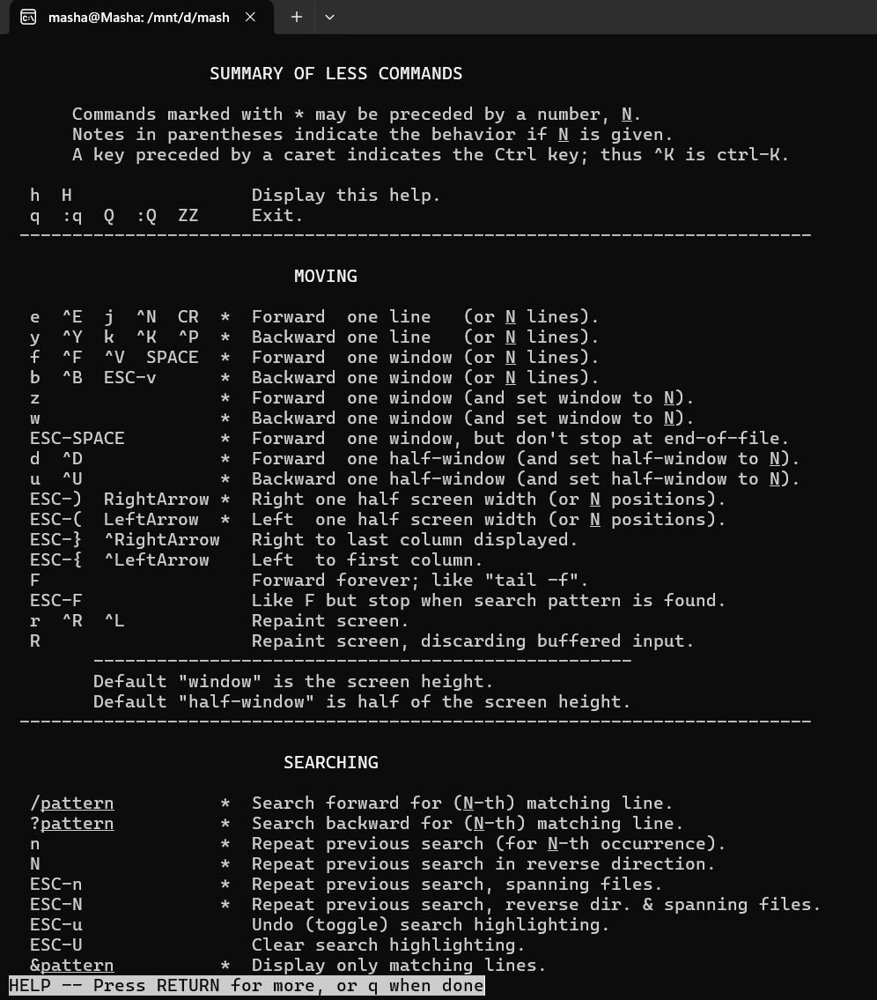 masha@Masha: /mnt/d/mash
SUMMARY OF LESS COMMANDS
Commands marked with * may be preceded by a number, N.
Notes in parentheses indicate the behavior if N is given.
A key preceded by a caret indicates the Ctrl key; thus ^K is ctrl-K.
h  H                 Display this help.
q  :q  Q  :Q  ZZ     Exit.
---------------------------------------------------------------------------
MOVING
e  ^E  j  ^N  CR  *  Forward  one line   (or N lines).
y  ^Y  k  ^K  ^P  *  Backward one line   (or N lines).
f  ^F  ^V  SPACE  *  Forward  one window (or N lines).
b  ^B  ESC-v      *  Backward one window (or N lines).
z                 *  Forward  one window (and set window to N).
w                 *  Backward one window (and set window to N).
ESC-SPACE         *  Forward  one window, but don't stop at end-of-file.
d  ^D             *  Forward  one half-window (and set half-window to N).
u  ^U             *  Backward one half-window (and set half-window to N).
ESC-)  RightArrow *  Right one half screen width (or N positions).
ESC-(  LeftArrow  *  Left  one half screen width (or N positions).
ESC-}  ^RightArrow   Right to last column displayed.
ESC-{  ^LeftArrow    Left  to first column.
F                    Forward forever; like "tail -f".
ESC-F                Like F but stop when search pattern is found.
r  ^R  ^L            Repaint screen.
R                    Repaint screen, discarding buffered input.
---------------------------------------------------
Default "window" is the screen height.
Default "half-window" is half of the screen height.
---------------------------------------------------------------------------
SEARCHING
/pattern          *  Search forward for (N-th) matching line.
?pattern          *  Search backward for (N-th) matching line.
n                 *  Repeat previous search (for N-th occurrence).
N                 *  Repeat previous search in reverse direction.
ESC-n             *  Repeat previous search, spanning files.
ESC-N             *  Repeat previous search, reverse dir. & spanning files.
ESC-u                Undo (toggle) search highlighting.
ESC-U                Clear search highlighting.
&pattern          *  Display only matching lines.
HELP -- Press RETURN for more, or q when done